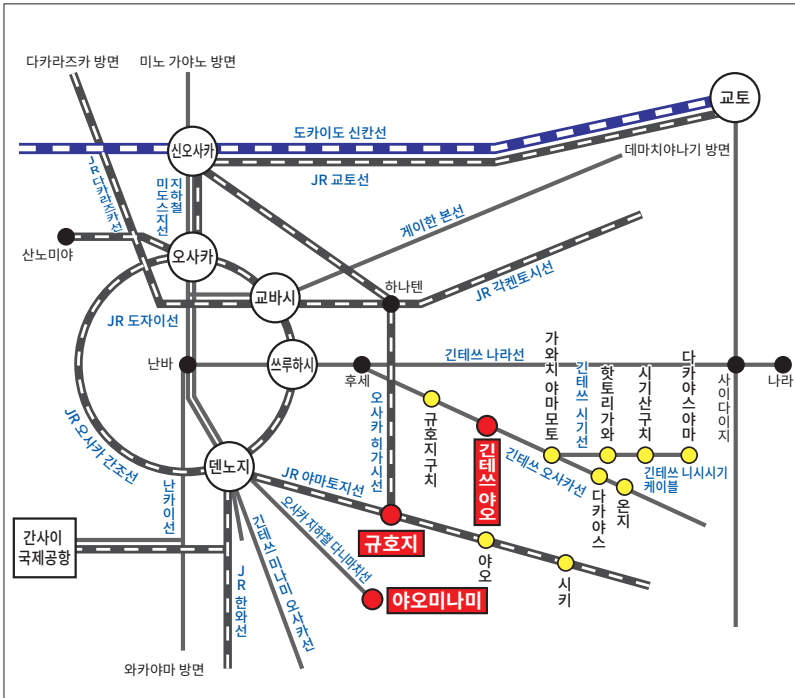 다카라즈카 방면
미노 가야노 방면
교토
도카이도 신칸선
신오사카
데마치야나기 방면
JR 교토선
JR 다카라즈카선
지하철
미도스지선
게이한 본선
산노미야
오사카
교바시
하나텐
JR 각켄토시선
JR 도자이선
난바
쓰루하시
후세
긴테쓰 나라선
사이다이지
나라
가와치 야마모토
긴테쓰 시기선
핫토리가와
시기산구치
다카야스야마
JR 오사카 간조선
오사카 히가시선
규호지구치
긴테쓰 야오
긴테쓰 오사카선
긴테쓰 니시시기
케이블
다카야스
온지
덴노지
JR 야마토지선
난카이선
오사카 지하철 다니마치선
규호지
야오
시키
간사이
국제공항
긴테쓰 미나미 오사카선
JR 한와선
야오미나미
와카야마 방면